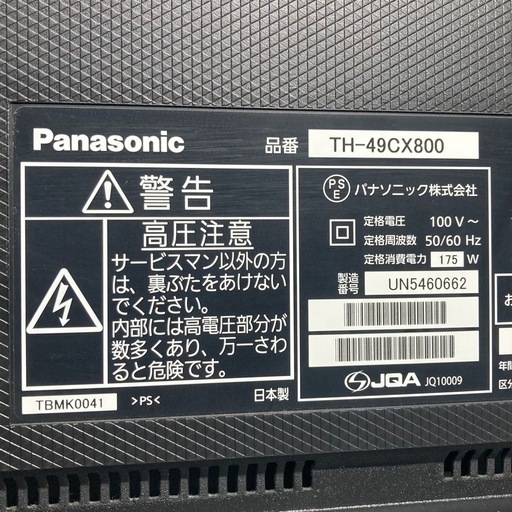 Panasonic
品番 TH-49CX800
警告
高圧注意
サービスマン以外の方
は、裏ぶたをあけない
でください。
内部には高電圧部分が
数多くあり、万一さわ
ると危険です。
TBMK0041 >PS< 日本製
PSE パナソニック株式会社
定格電圧 100 V～
定格周波数 50/60 Hz
定格消費電力 175 W
製造番号 UN5460662
JQA JQ10009
お
年間
区分